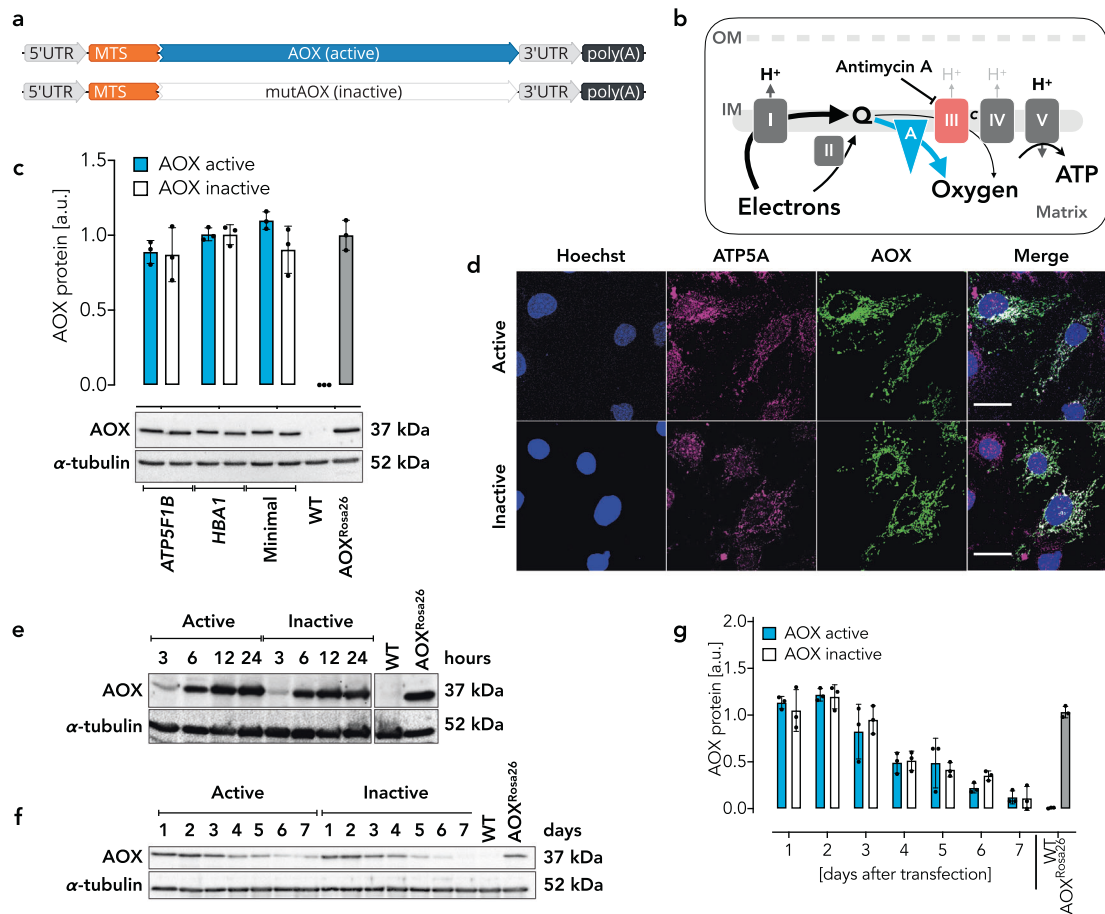 a
5'UTR MTS AOX (active) 3'UTR poly(A)
5'UTR MTS mutAOX (inactive) 3'UTR poly(A)
b
OM
Antimycin A
H⁺ H⁺ H⁺ H⁺
IM I Q A III c IV V
II
Oxygen ATP
Electrons
Matrix
c
AOX active
AOX inactive
AOX protein [a.u.]
1.5
1.0
0.5
0.0
AOX 37 kDa
α-tubulin 52 kDa
ATP5F1B HBA1 Minimal WT AOX^Rosa26
d
Hoechst ATP5A AOX Merge
Active
Inactive
e
Active Inactive
3 6 12 24 3 6 12 24 WT AOX^Rosa26 hours
AOX 37 kDa
α-tubulin 52 kDa
f
Active Inactive
1 2 3 4 5 6 7 1 2 3 4 5 6 7 WT AOX^Rosa26 days
AOX 37 kDa
α-tubulin 52 kDa
g
AOX active
AOX inactive
AOX protein [a.u.]
2.0
1.5
1.0
0.5
0.0
1 2 3 4 5 6 7 WT AOX^Rosa26
[days after transfection]